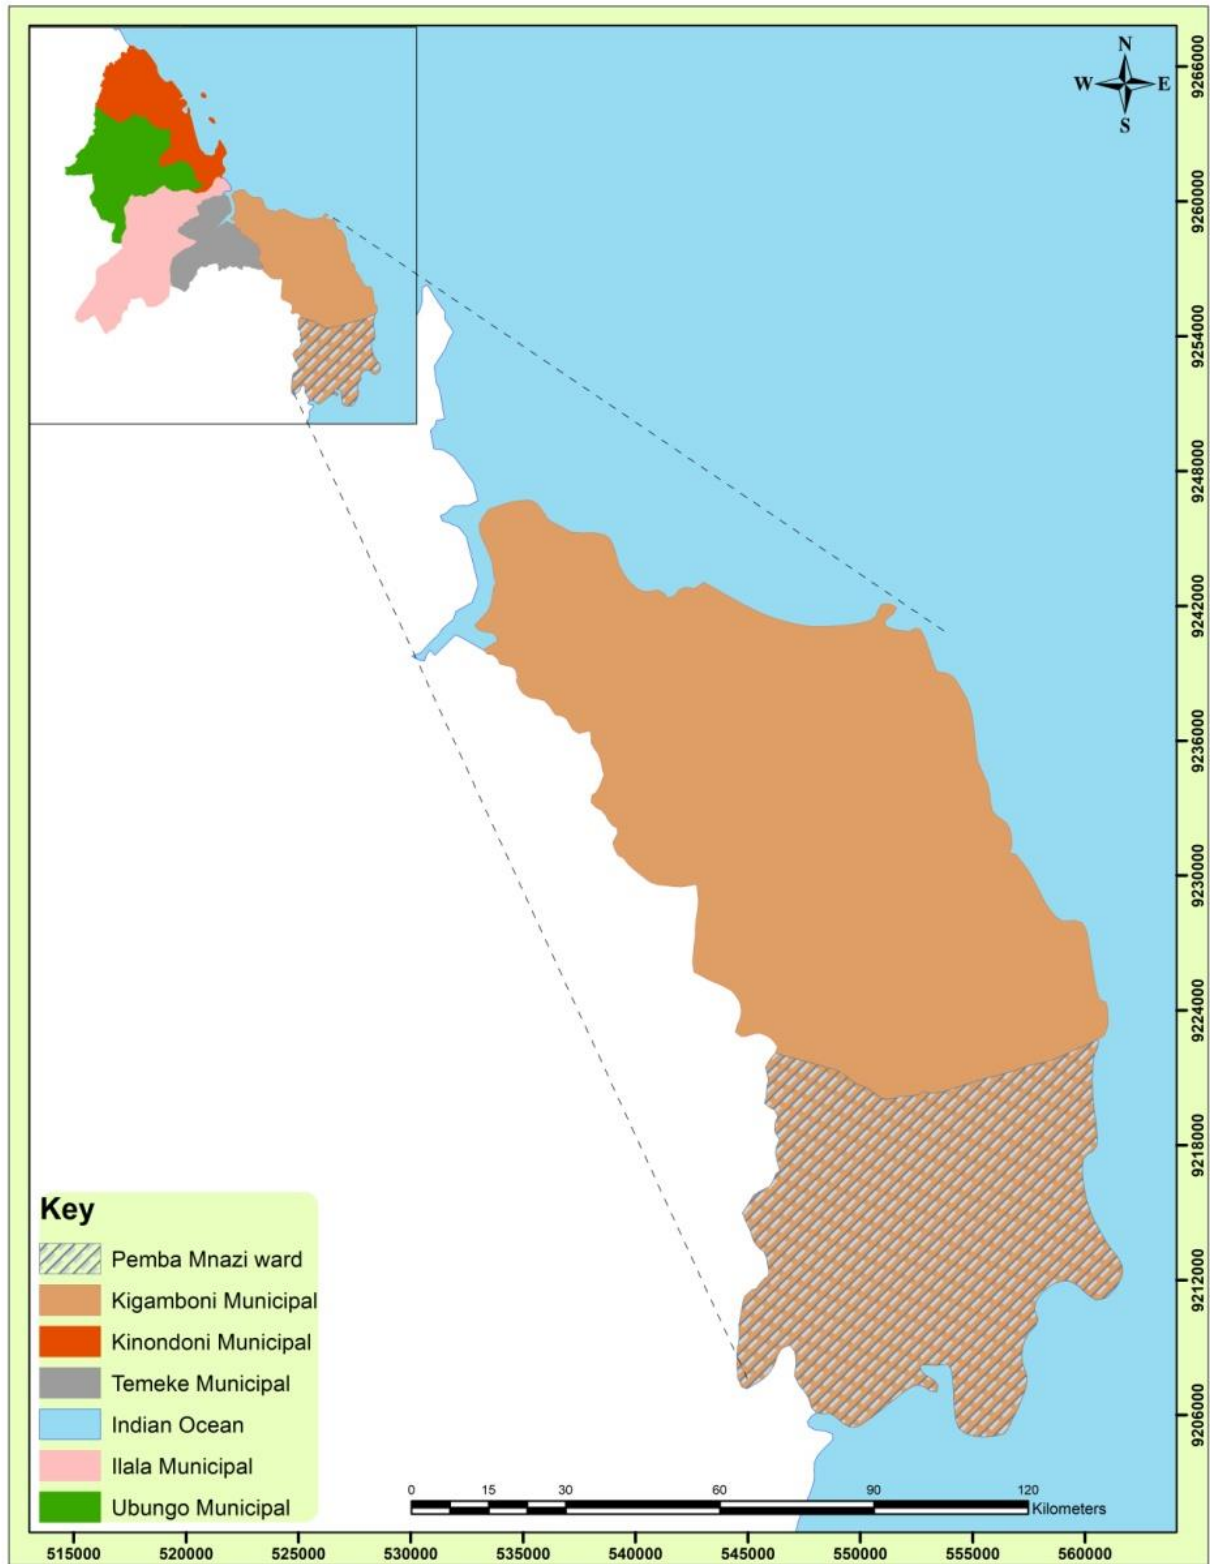 N
W E
S
9266000
9260000
9254000
9248000
9242000
9236000
9230000
9224000
9218000
9212000
9206000
Key
Pemba Mnazi ward
Kigamboni Municipal
Kinondoni Municipal
Temeke Municipal
Indian Ocean
Ilala Municipal
Ubungo Municipal
0 15 30 60 90 120
Kilometers
515000 520000 525000 530000 535000 540000 545000 550000 555000 560000